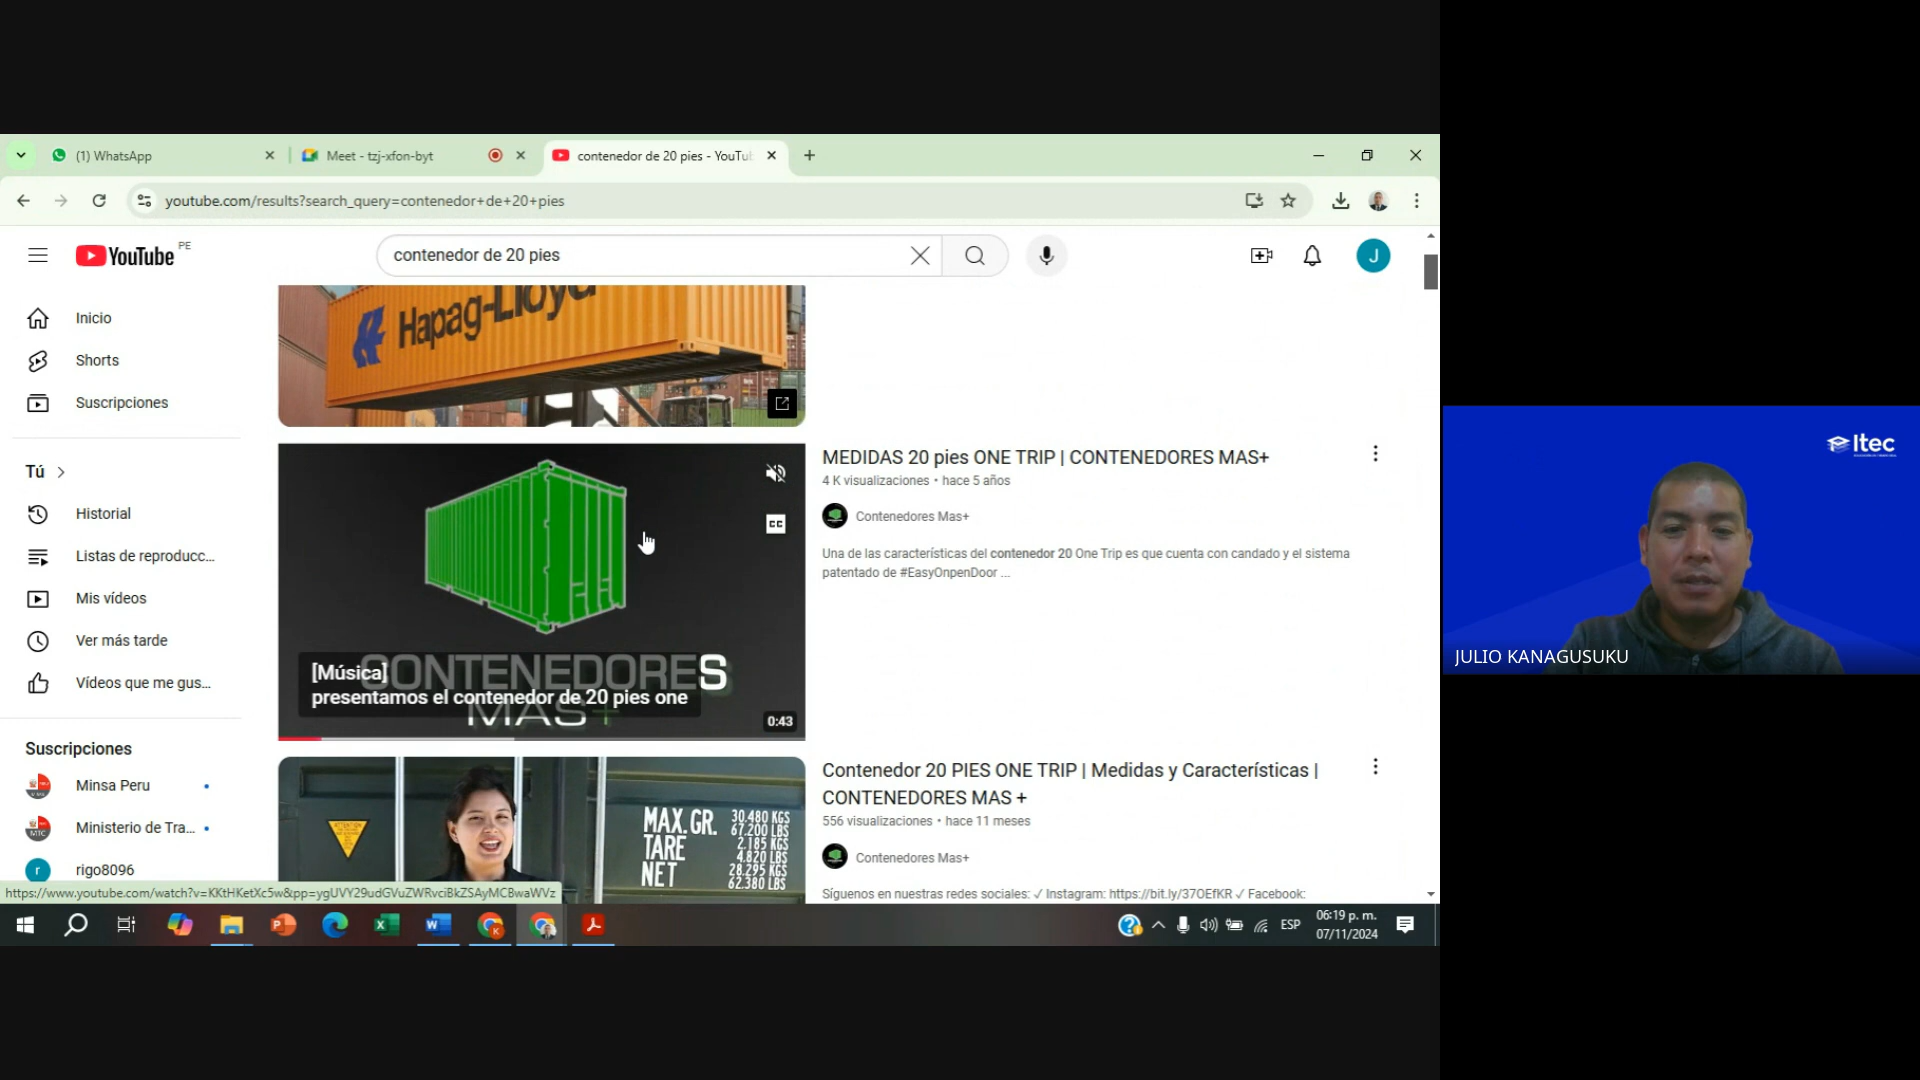 (1) WhatsApp
Meet - tzj-xfon-byt
contenedor de 20 pies - YouTu
youtube.com/results?search_query=contenedor+de+20+pies
YouTube PE
contenedor de 20 pies
J
Inicio
Shorts
Suscripciones
Tú
Historial
Listas de reproducc...
Mis vídeos
Ver más tarde
Vídeos que me gus...
Suscripciones
Minsa Peru
Ministerio de Tra...
r rigo8096
Hapag-Lloyd
CONTENEDORES
MAS+
[Música]
presentamos el contenedor de 20 pies one
CC
0:43
MEDIDAS 20 pies ONE TRIP | CONTENEDORES MAS+
4 K visualizaciones • hace 5 años
Contenedores Mas+
Una de las características del contenedor 20 One Trip es que cuenta con candado y el sistema
patentado de #EasyOnpenDoor ...
MAX. GR. 30.480 KGS
67.200 LBS
TARE 2.185 KGS
4.820 LBS
NET 28.295 KGS
62.380 LBS
Contenedor 20 PIES ONE TRIP | Medidas y Características |
CONTENEDORES MAS +
556 visualizaciones • hace 11 meses
Contenedores Mas+
Síguenos en nuestras redes sociales: ✓ Instagram: https://bit.ly/37OEfKR ✓ Facebook:
https://www.youtube.com/watch?v=KKtHKetXc5w&pp=ygUVY29udGVuZWRvciBkZSAyMCBwaWVz
ESP
06:19 p. m.
07/11/2024
Itec
JULIO KANAGUSUKU